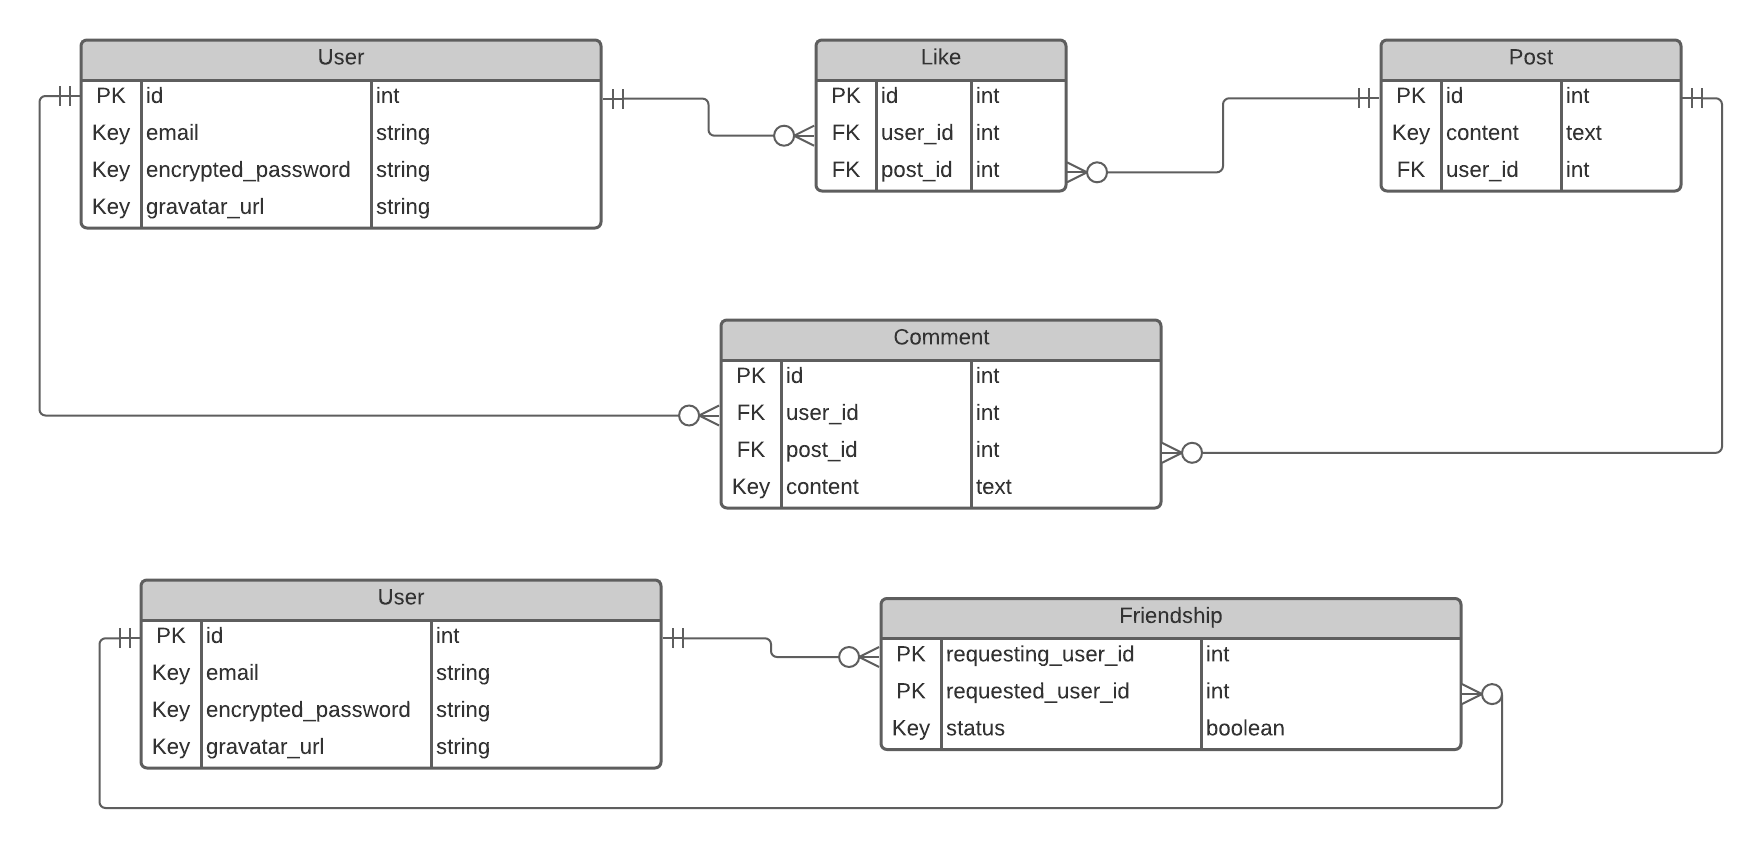 User
PK id int
Key email string
Key encrypted_password string
Key gravatar_url string
Like
PK id int
FK user_id int
FK post_id int
Post
PK id int
Key content text
FK user_id int
Comment
PK id int
FK user_id int
FK post_id int
Key content text
User
PK id int
Key email string
Key encrypted_password string
Key gravatar_url string
Friendship
PK requesting_user_id int
PK requested_user_id int
Key status boolean